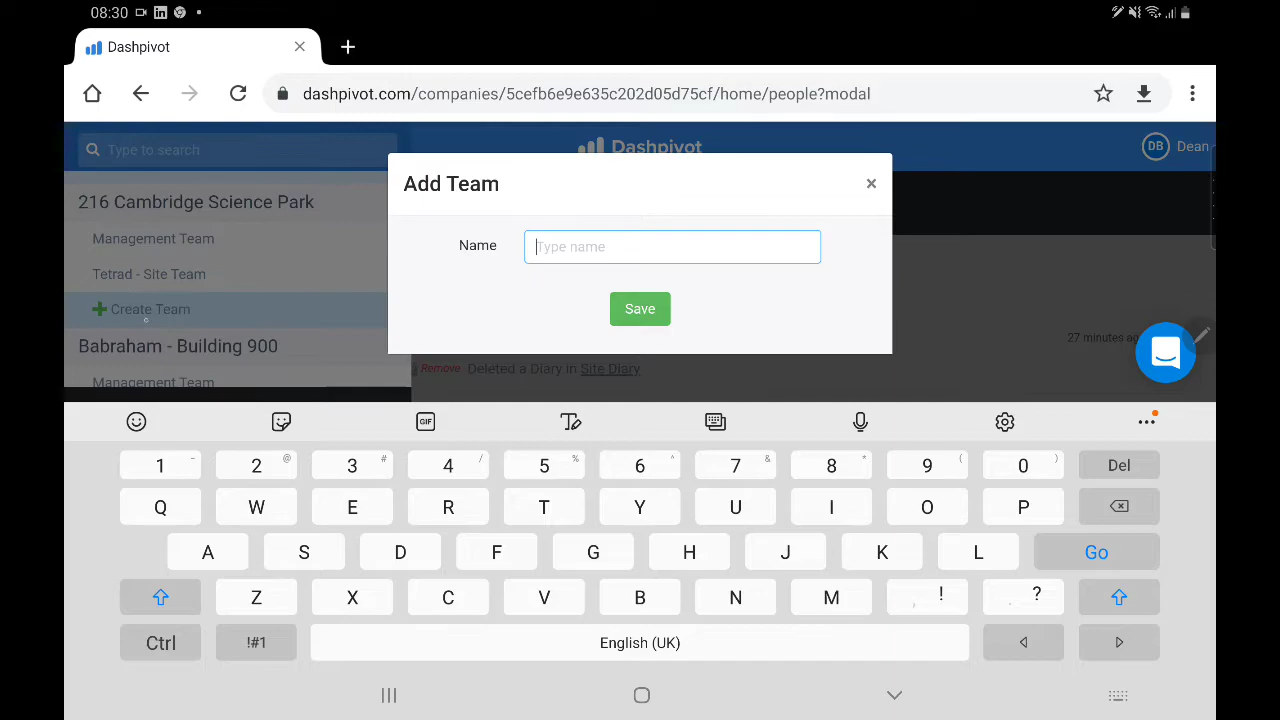 08:30
Dashpivot
dashpivot.com/companies/5cefb6e9e635c202d05d75cf/home/people?modal
Type to search
Dashpivot
DB Dean
216 Cambridge Science Park
Management Team
Tetrad - Site Team
Create Team
Babraham - Building 900
Management Team
Add Team
×
Name
Type name
Save
27 minutes ag
Remove Deleted a Diary in Site Diary
GIF
1 - 2 @ 3 # 4 / 5 % 6 ^ 7 & 8 * 9 ( 0 ) Del
Q W E R T Y U I O P
A S D F G H J K L Go
Z X C V B N M , ! . ?
Ctrl !#1 English (UK)